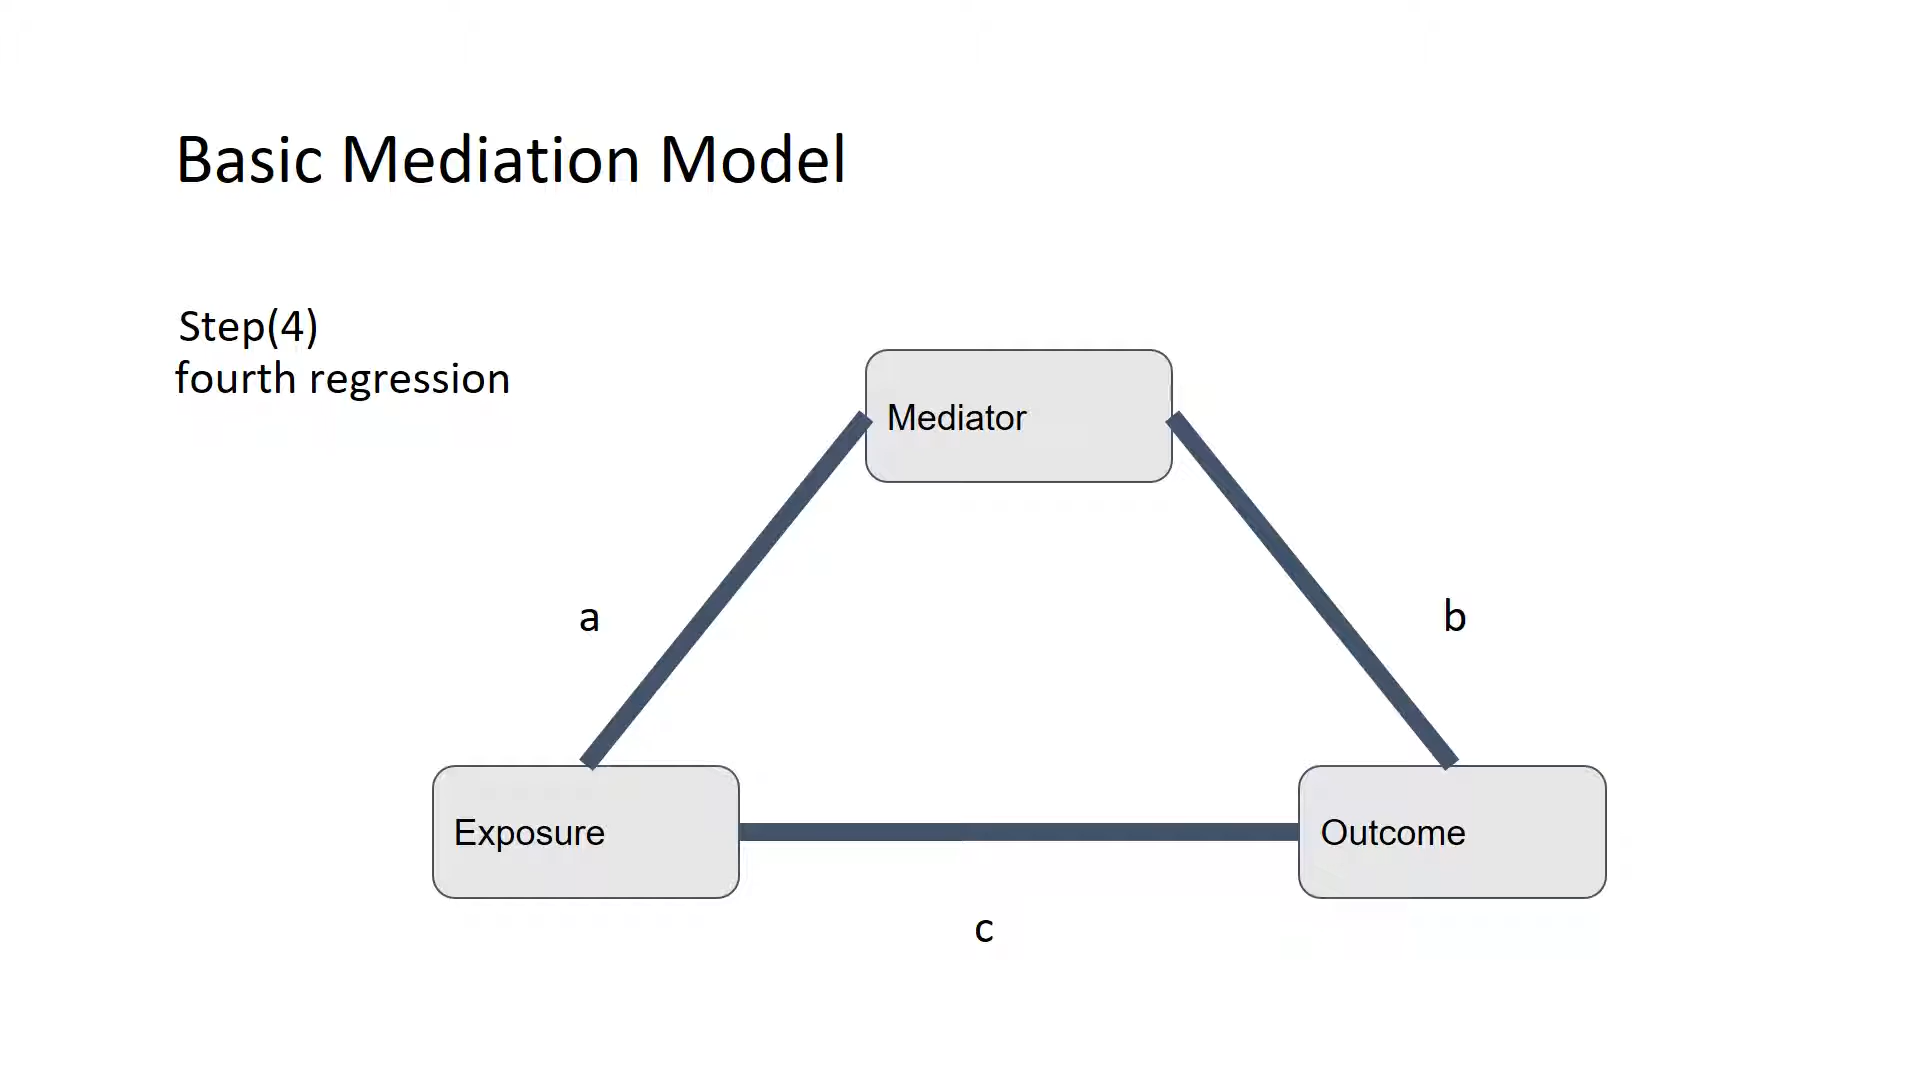 Basic Mediation Model
Step(4)
fourth regression
Mediator
a
b
Exposure
Outcome
c